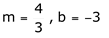 m = 4/3 , b = −3